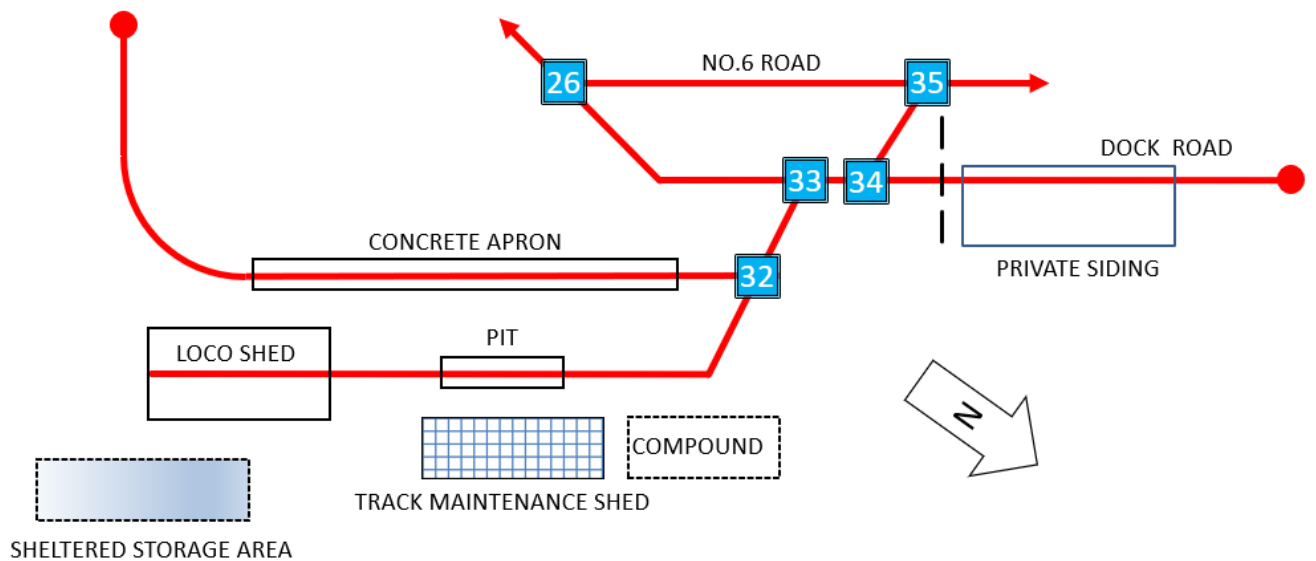 NO.6 ROAD
26
35
DOCK ROAD
33
34
CONCRETE APRON
PRIVATE SIDING
32
PIT
LOCO SHED
N
COMPOUND
TRACK MAINTENANCE SHED
SHELTERED STORAGE AREA